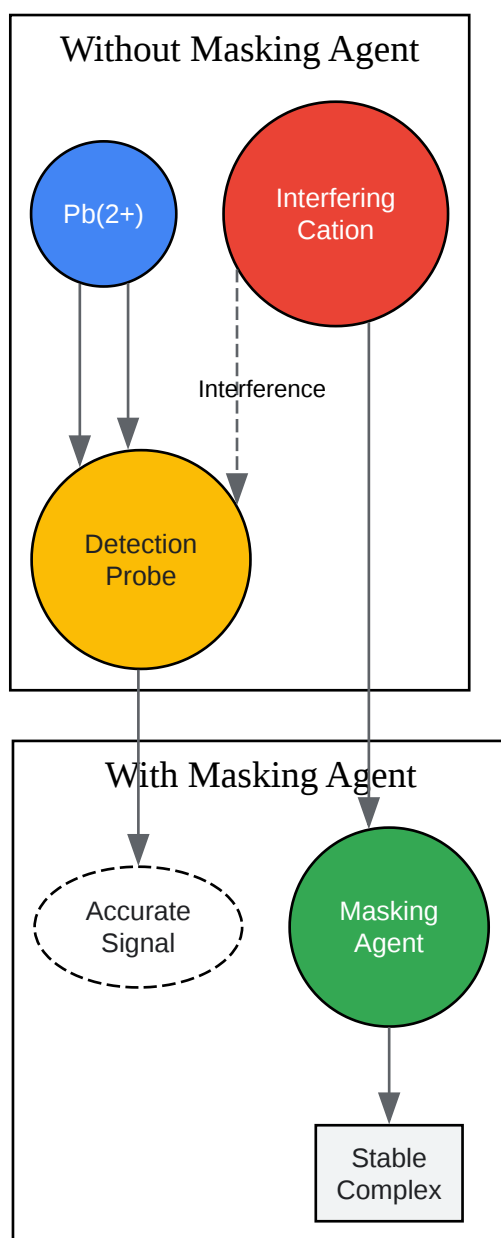 Without Masking Agent
Pb(2+)
Interfering
Cation
Interference
Detection
Probe
With Masking Agent
Accurate
Signal
Masking
Agent
Stable
Complex